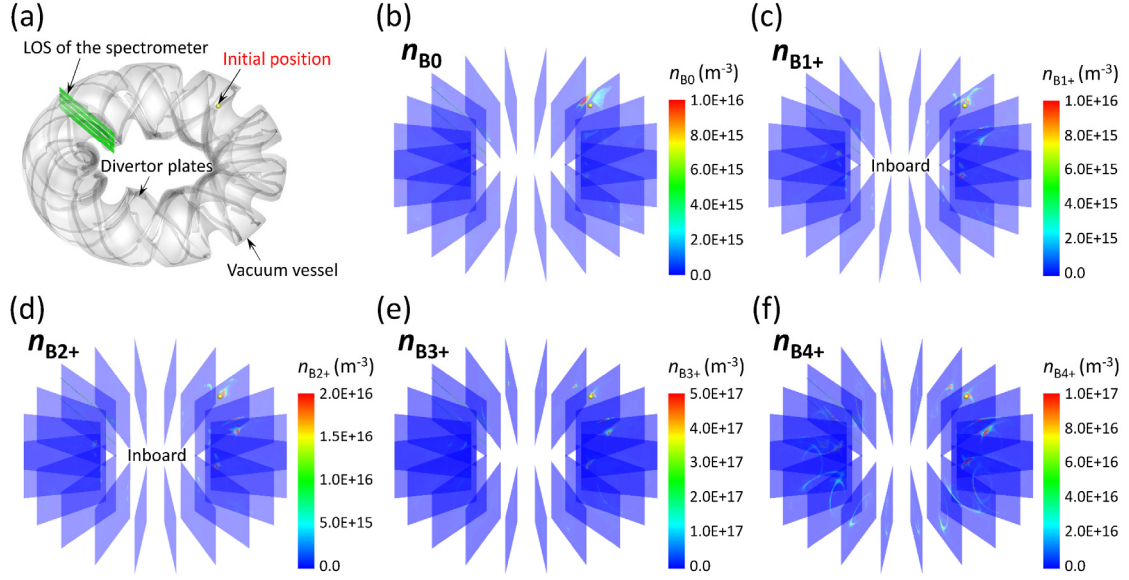 (a)
LOS of the spectrometer
Initial position
Divertor plates
Vacuum vessel
(b)
nB0
nB0 (m-3)
1.0E+16
8.0E+15
6.0E+15
4.0E+15
2.0E+15
0.0
(c)
nB1+
nB1+ (m-3)
1.0E+16
8.0E+15
6.0E+15
4.0E+15
2.0E+15
0.0
Inboard
(d)
nB2+
nB2+ (m-3)
2.0E+16
1.5E+16
1.0E+16
5.0E+15
0.0
Inboard
(e)
nB3+
nB3+ (m-3)
5.0E+17
4.0E+17
3.0E+17
2.0E+17
1.0E+17
0.0
(f)
nB4+
nB4+ (m-3)
1.0E+17
8.0E+16
6.0E+16
4.0E+16
2.0E+16
0.0